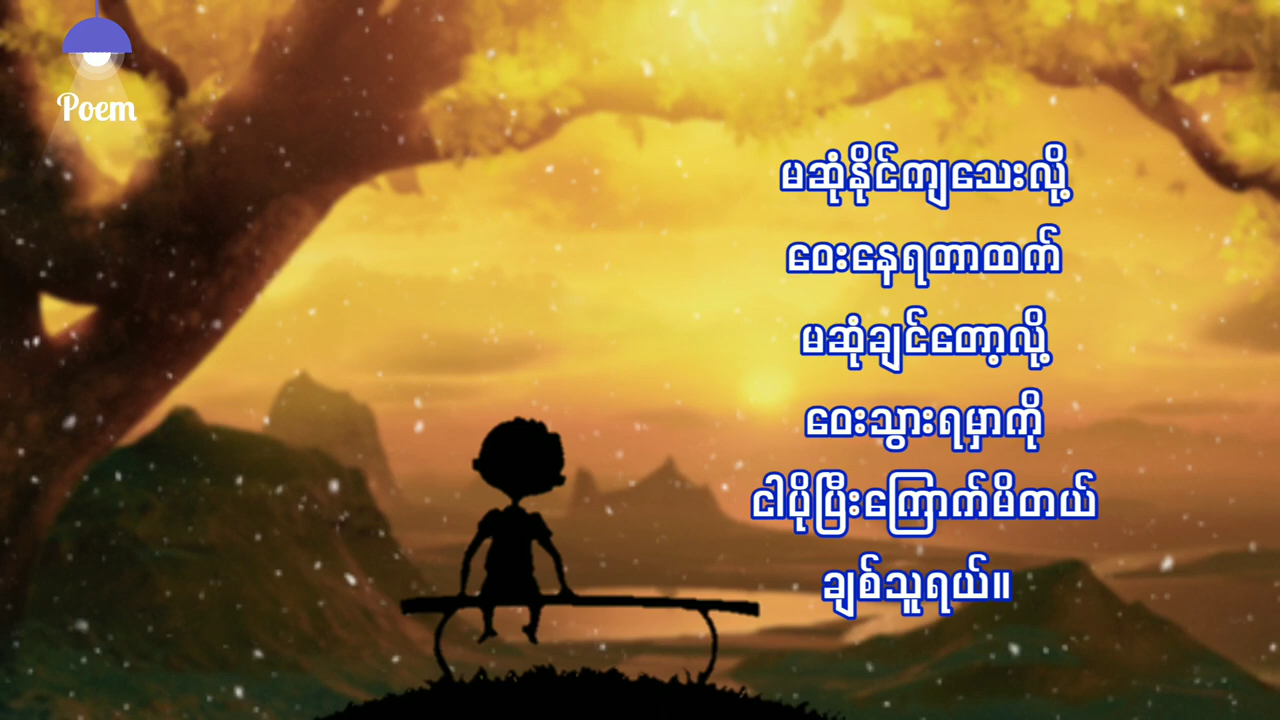 Poem
မဆုံနိုင်ကျသေးလို့
ဝေးနေရတာထက်
မဆုံချင်တော့လို့
ဝေးသွားရမှာကို
ငါပိုပြီးကြောက်မိတယ်
ချစ်သူရယ်။